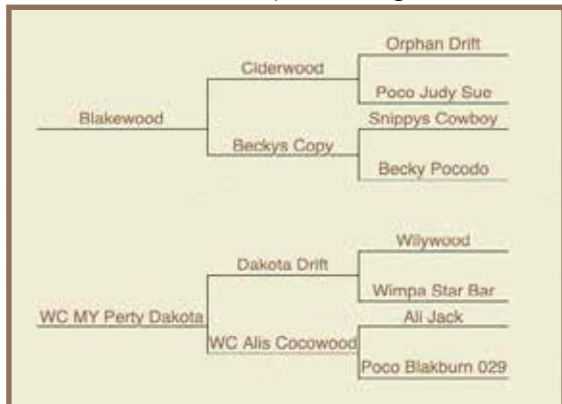 Orphan Drift
Ciderwood
Poco Judy Sue
Blakewood
Snippys Cowboy
Beckys Copy
Becky Pocodo
Wilywood
Dakota Drift
Wimpa Star Bar
WC MY Perty Dakota
Ali Jack
WC Alis Cocowood
Poco Blakburn 029